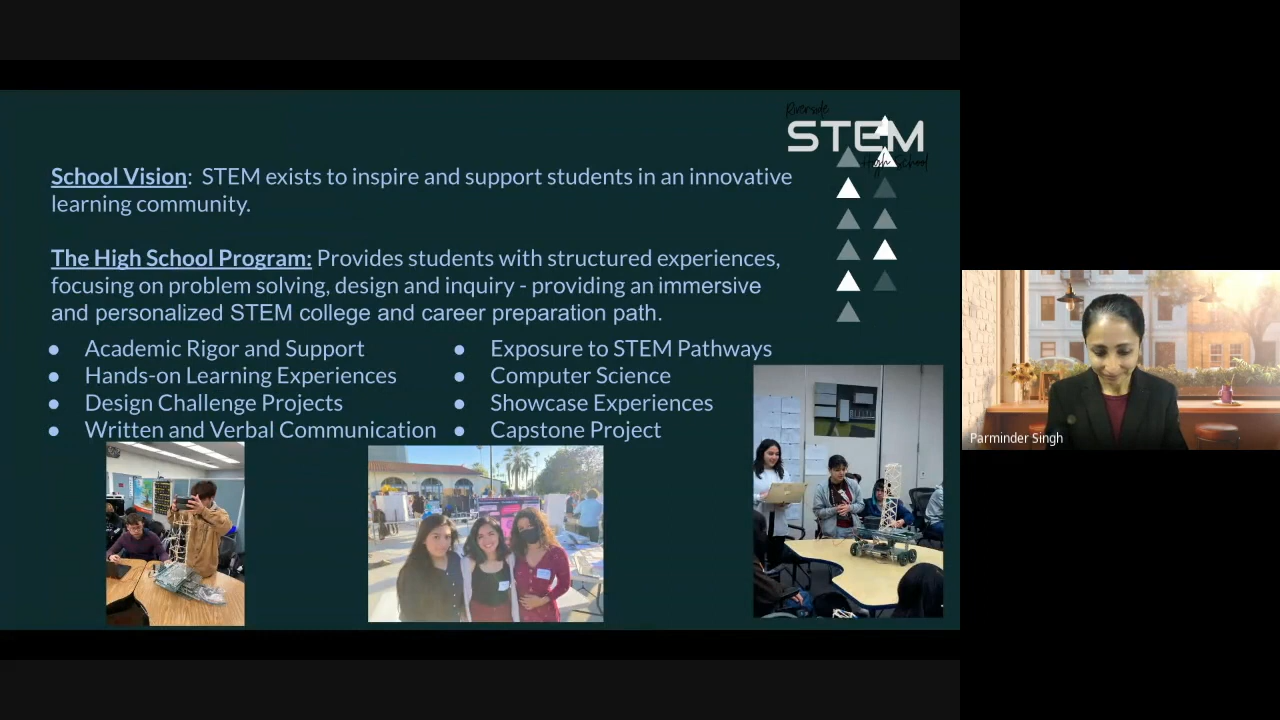 Riverside
STEM
High School
School Vision: STEM exists to inspire and support students in an innovative
learning community.
The High School Program: Provides students with structured experiences,
focusing on problem solving, design and inquiry - providing an immersive
and personalized STEM college and career preparation path.
● Academic Rigor and Support
● Hands-on Learning Experiences
● Design Challenge Projects
● Written and Verbal Communication
● Exposure to STEM Pathways
● Computer Science
● Showcase Experiences
● Capstone Project
Parminder Singh